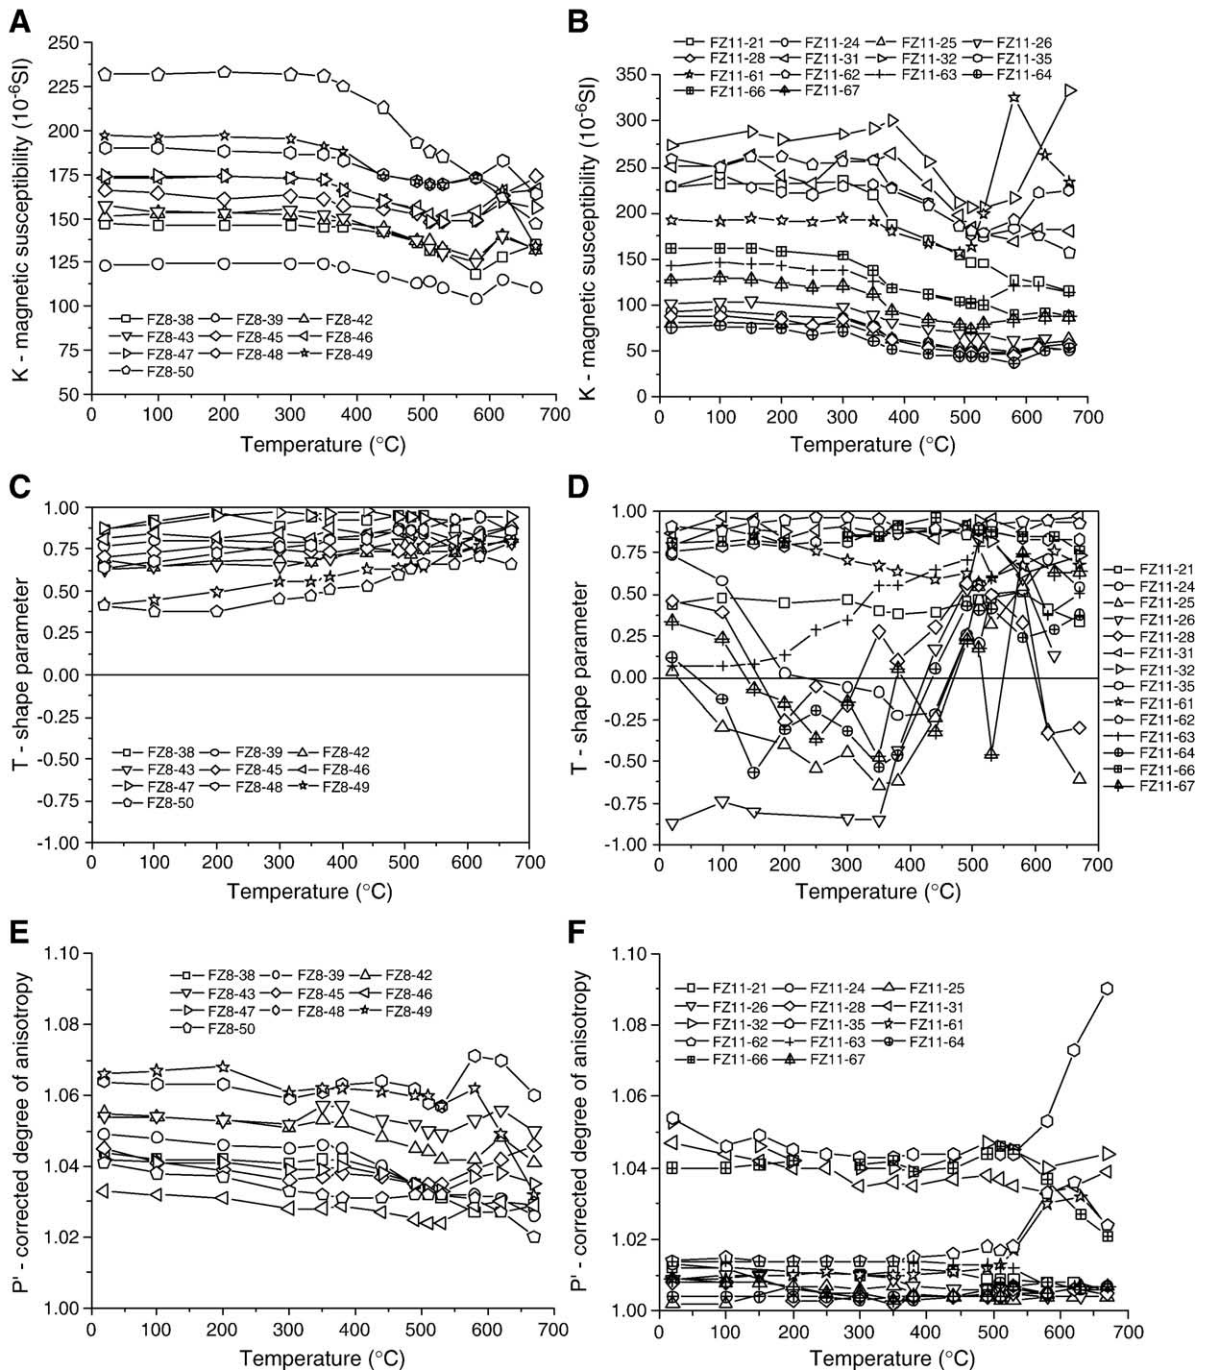 A
K - magnetic susceptibility (10-6SI)
250
225
200
175
150
125
100
75
50
FZ8-38 FZ8-39 FZ8-42
FZ8-43 FZ8-45 FZ8-46
FZ8-47 FZ8-48 FZ8-49
FZ8-50
0 100 200 300 400 500 600 700
Temperature (°C)
B
K - magnetic susceptibility (10-6SI)
FZ11-21 FZ11-24 FZ11-25 FZ11-26
FZ11-28 FZ11-31 FZ11-32 FZ11-35
FZ11-61 FZ11-62 FZ11-63 FZ11-64
FZ11-66 FZ11-67
350
300
250
200
150
100
50
0
0 100 200 300 400 500 600 700
Temperature (°C)
C
T - shape parameter
1.00
0.75
0.50
0.25
0.00
-0.25
-0.50
-0.75
-1.00
FZ8-38 FZ8-39 FZ8-42
FZ8-43 FZ8-45 FZ8-46
FZ8-47 FZ8-48 FZ8-49
FZ8-50
0 100 200 300 400 500 600 700
Temperature (°C)
D
T - shape parameter
1.00
0.75
0.50
0.25
0.00
-0.25
-0.50
-0.75
-1.00
FZ11-21
FZ11-24
FZ11-25
FZ11-26
FZ11-28
FZ11-31
FZ11-32
FZ11-35
FZ11-61
FZ11-62
FZ11-63
FZ11-64
FZ11-66
FZ11-67
0 100 200 300 400 500 600 700
Temperature (°C)
E
P' - corrected degree of anisotropy
1.10
1.08
1.06
1.04
1.02
1.00
FZ8-38 FZ8-39 FZ8-42
FZ8-43 FZ8-45 FZ8-46
FZ8-47 FZ8-48 FZ8-49
FZ8-50
0 100 200 300 400 500 600 700
Temperature (°C)
F
P' - corrected degree of anisotropy
1.10
1.08
1.06
1.04
1.02
1.00
FZ11-21 FZ11-24 FZ11-25
FZ11-26 FZ11-28 FZ11-31
FZ11-32 FZ11-35 FZ11-61
FZ11-62 FZ11-63 FZ11-64
FZ11-66 FZ11-67
0 100 200 300 400 500 600 700
Temperature (°C)